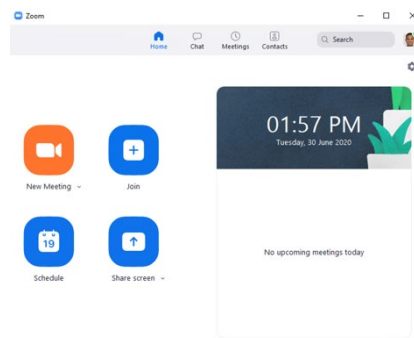 Zoom
Home Chat Meetings Contacts Search
01:57 PM
Tuesday, 30 June 2020
New Meeting Join
19
Schedule Share screen
No upcoming meetings today